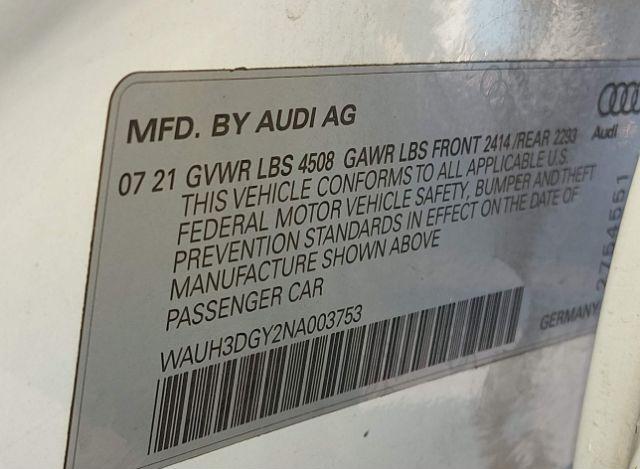 MFD. BY AUDI AG
Audi
07 21 GVWR LBS 4508 GAWR LBS FRONT 2414 /REAR 2293
THIS VEHICLE CONFORMS TO ALL APPLICABLE U.S.
FEDERAL MOTOR VEHICLE SAFETY, BUMPER AND THEFT
PREVENTION STANDARDS IN EFFECT ON THE DATE OF
MANUFACTURE SHOWN ABOVE
PASSENGER CAR
WAUH3DGY2NA003753
GERMANY
2754551